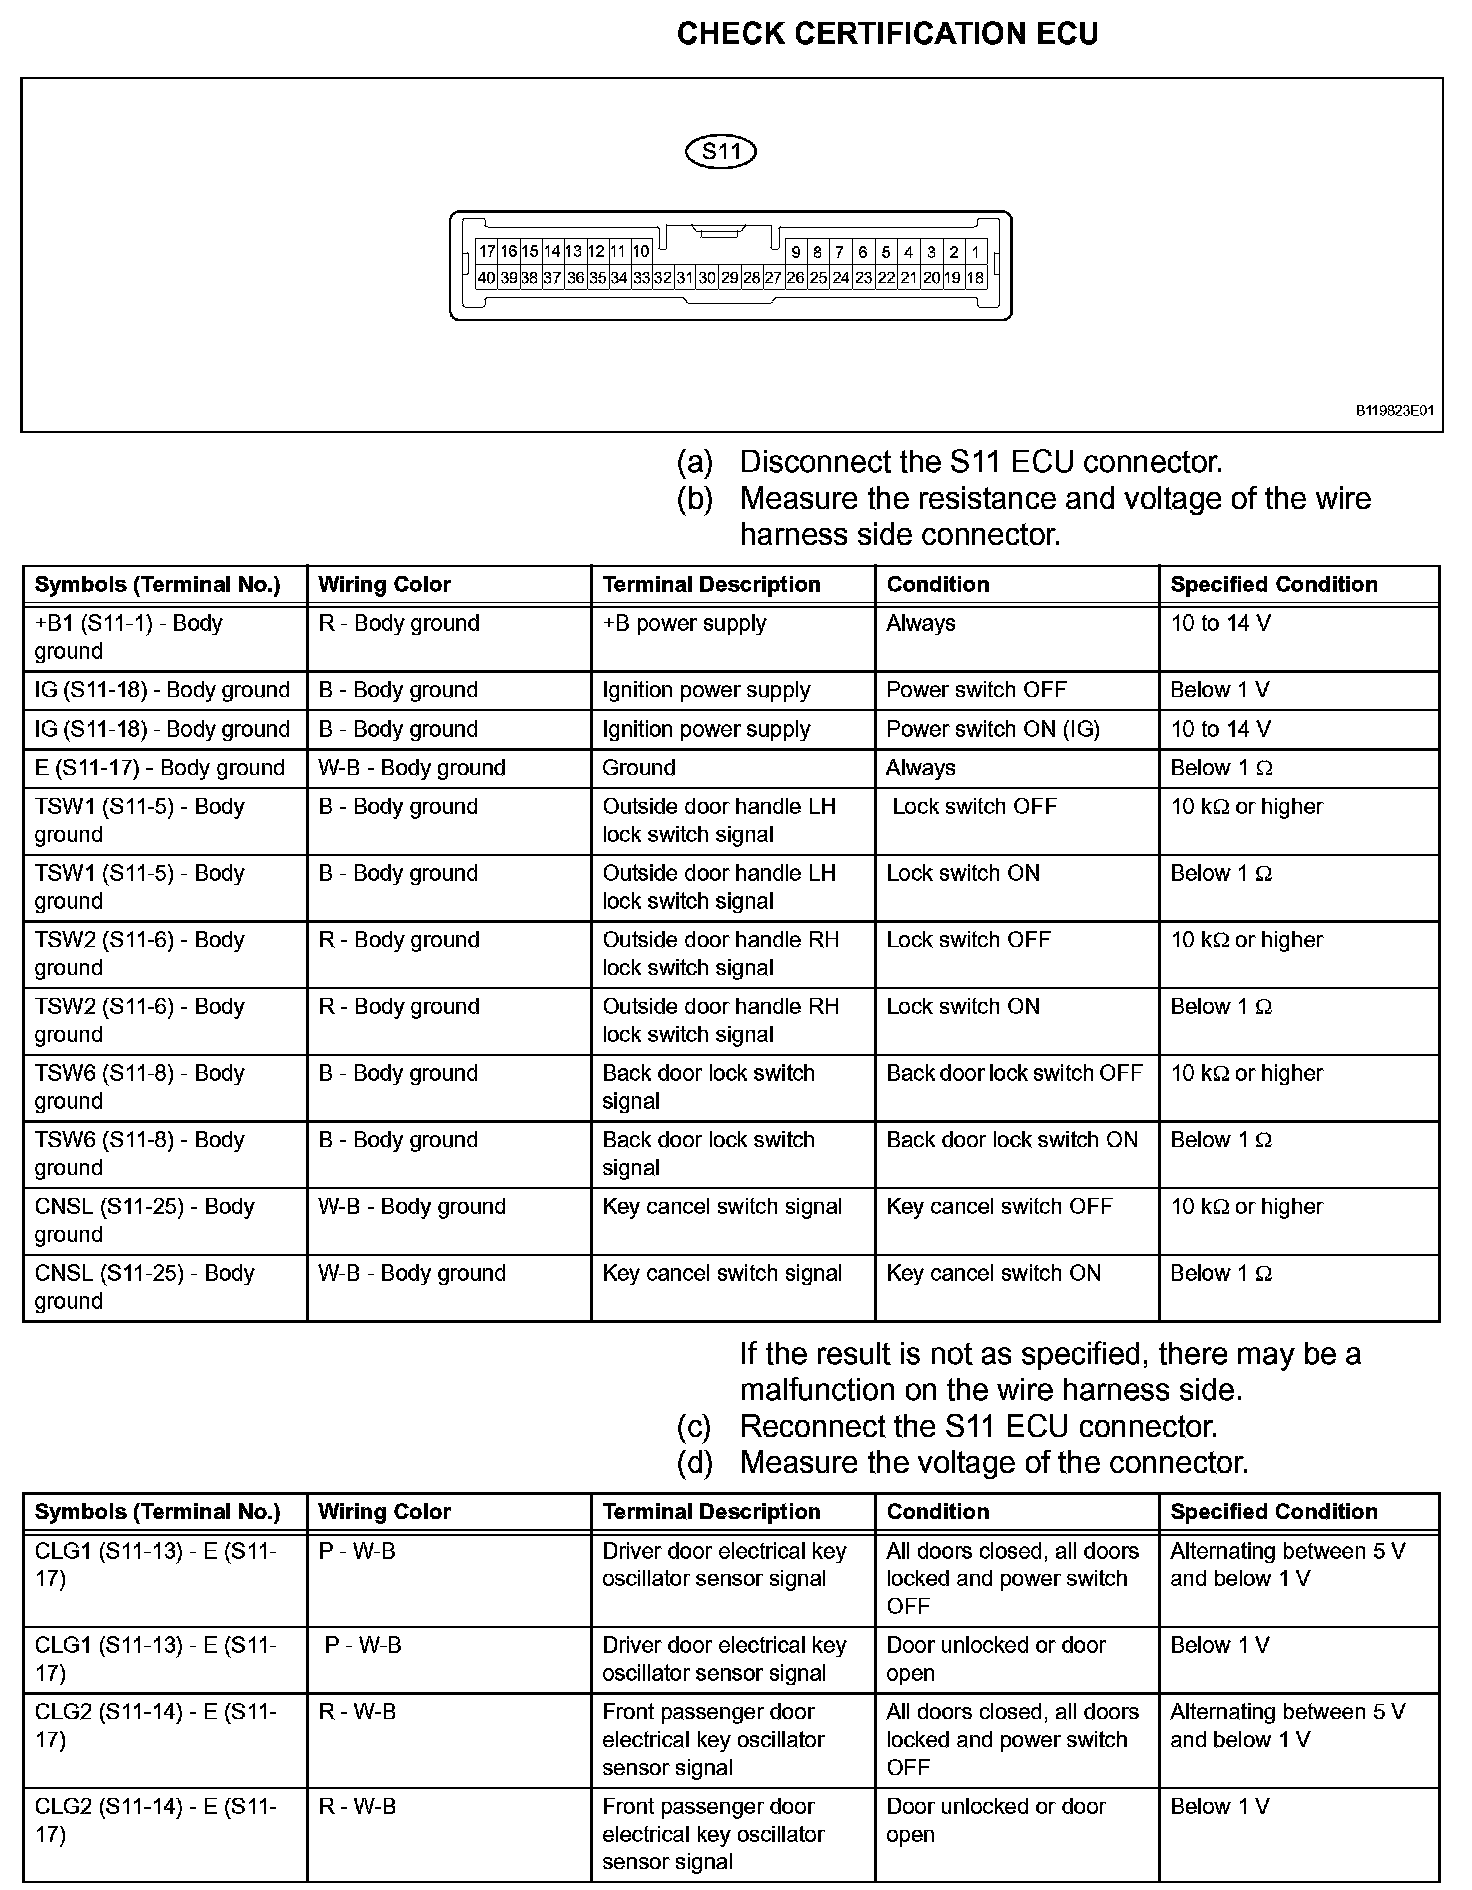 CHECK CERTIFICATION ECU
S11
17 16 15 14 13 12 11 10 9 8 7 6 5 4 3 2 1
40 39 38 37 36 35 34 33 32 31 30 29 28 27 26 25 24 23 22 21 20 19 18
B119823E01
(a) Disconnect the S11 ECU connector.
(b) Measure the resistance and voltage of the wire
harness side connector.
Symbols (Terminal No.) Wiring Color Terminal Description Condition Specified Condition
+B1 (S11-1) - Body R - Body ground +B power supply Always 10 to 14 V
ground
IG (S11-18) - Body ground B - Body ground Ignition power supply Power switch OFF Below 1 V
IG (S11-18) - Body ground B - Body ground Ignition power supply Power switch ON (IG) 10 to 14 V
E (S11-17) - Body ground W-B - Body ground Ground Always Below 1 Ω
TSW1 (S11-5) - Body B - Body ground Outside door handle LH Lock switch OFF 10 kΩ or higher
ground lock switch signal
TSW1 (S11-5) - Body B - Body ground Outside door handle LH Lock switch ON Below 1 Ω
ground lock switch signal
TSW2 (S11-6) - Body R - Body ground Outside door handle RH Lock switch OFF 10 kΩ or higher
ground lock switch signal
TSW2 (S11-6) - Body R - Body ground Outside door handle RH Lock switch ON Below 1 Ω
ground lock switch signal
TSW6 (S11-8) - Body B - Body ground Back door lock switch Back door lock switch OFF 10 kΩ or higher
ground signal
TSW6 (S11-8) - Body B - Body ground Back door lock switch Back door lock switch ON Below 1 Ω
ground signal
CNSL (S11-25) - Body W-B - Body ground Key cancel switch signal Key cancel switch OFF 10 kΩ or higher
ground
CNSL (S11-25) - Body W-B - Body ground Key cancel switch signal Key cancel switch ON Below 1 Ω
ground
If the result is not as specified, there may be a
malfunction on the wire harness side.
(c) Reconnect the S11 ECU connector.
(d) Measure the voltage of the connector.
Symbols (Terminal No.) Wiring Color Terminal Description Condition Specified Condition
CLG1 (S11-13) - E (S11- P - W-B Driver door electrical key All doors closed, all doors Alternating between 5 V
17) oscillator sensor signal locked and power switch and below 1 V
OFF
CLG1 (S11-13) - E (S11- P - W-B Driver door electrical key Door unlocked or door Below 1 V
17) oscillator sensor signal open
CLG2 (S11-14) - E (S11- R - W-B Front passenger door All doors closed, all doors Alternating between 5 V
17) electrical key oscillator locked and power switch and below 1 V
sensor signal OFF
CLG2 (S11-14) - E (S11- R - W-B Front passenger door Door unlocked or door Below 1 V
17) electrical key oscillator open
sensor signal